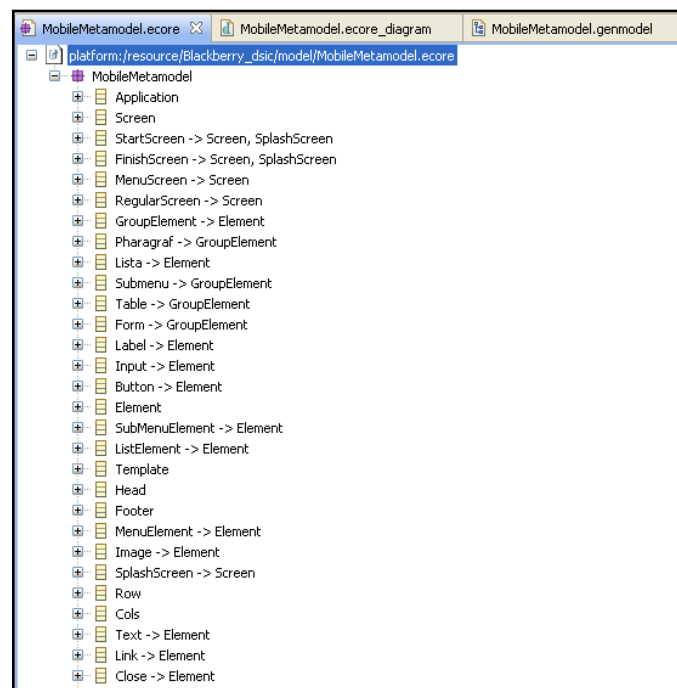 MobileMetamodel.ecore MobileMetamodel.ecore_diagram MobileMetamodel.genmodel
platform:/resource/Blackberry_dsic/model/MobileMetamodel.ecore
MobileMetamodel
Application
Screen
StartScreen -> Screen, SplashScreen
FinishScreen -> Screen, SplashScreen
MenuScreen -> Screen
RegularScreen -> Screen
GroupElement -> Element
Pharagraf -> GroupElement
Lista -> Element
Submenu -> GroupElement
Table -> GroupElement
Form -> GroupElement
Label -> Element
Input -> Element
Button -> Element
Element
SubMenuElement -> Element
ListElement -> Element
Template
Head
Footer
MenuElement -> Element
Image -> Element
SplashScreen -> Screen
Row
Cols
Text -> Element
Link -> Element
Close -> Element